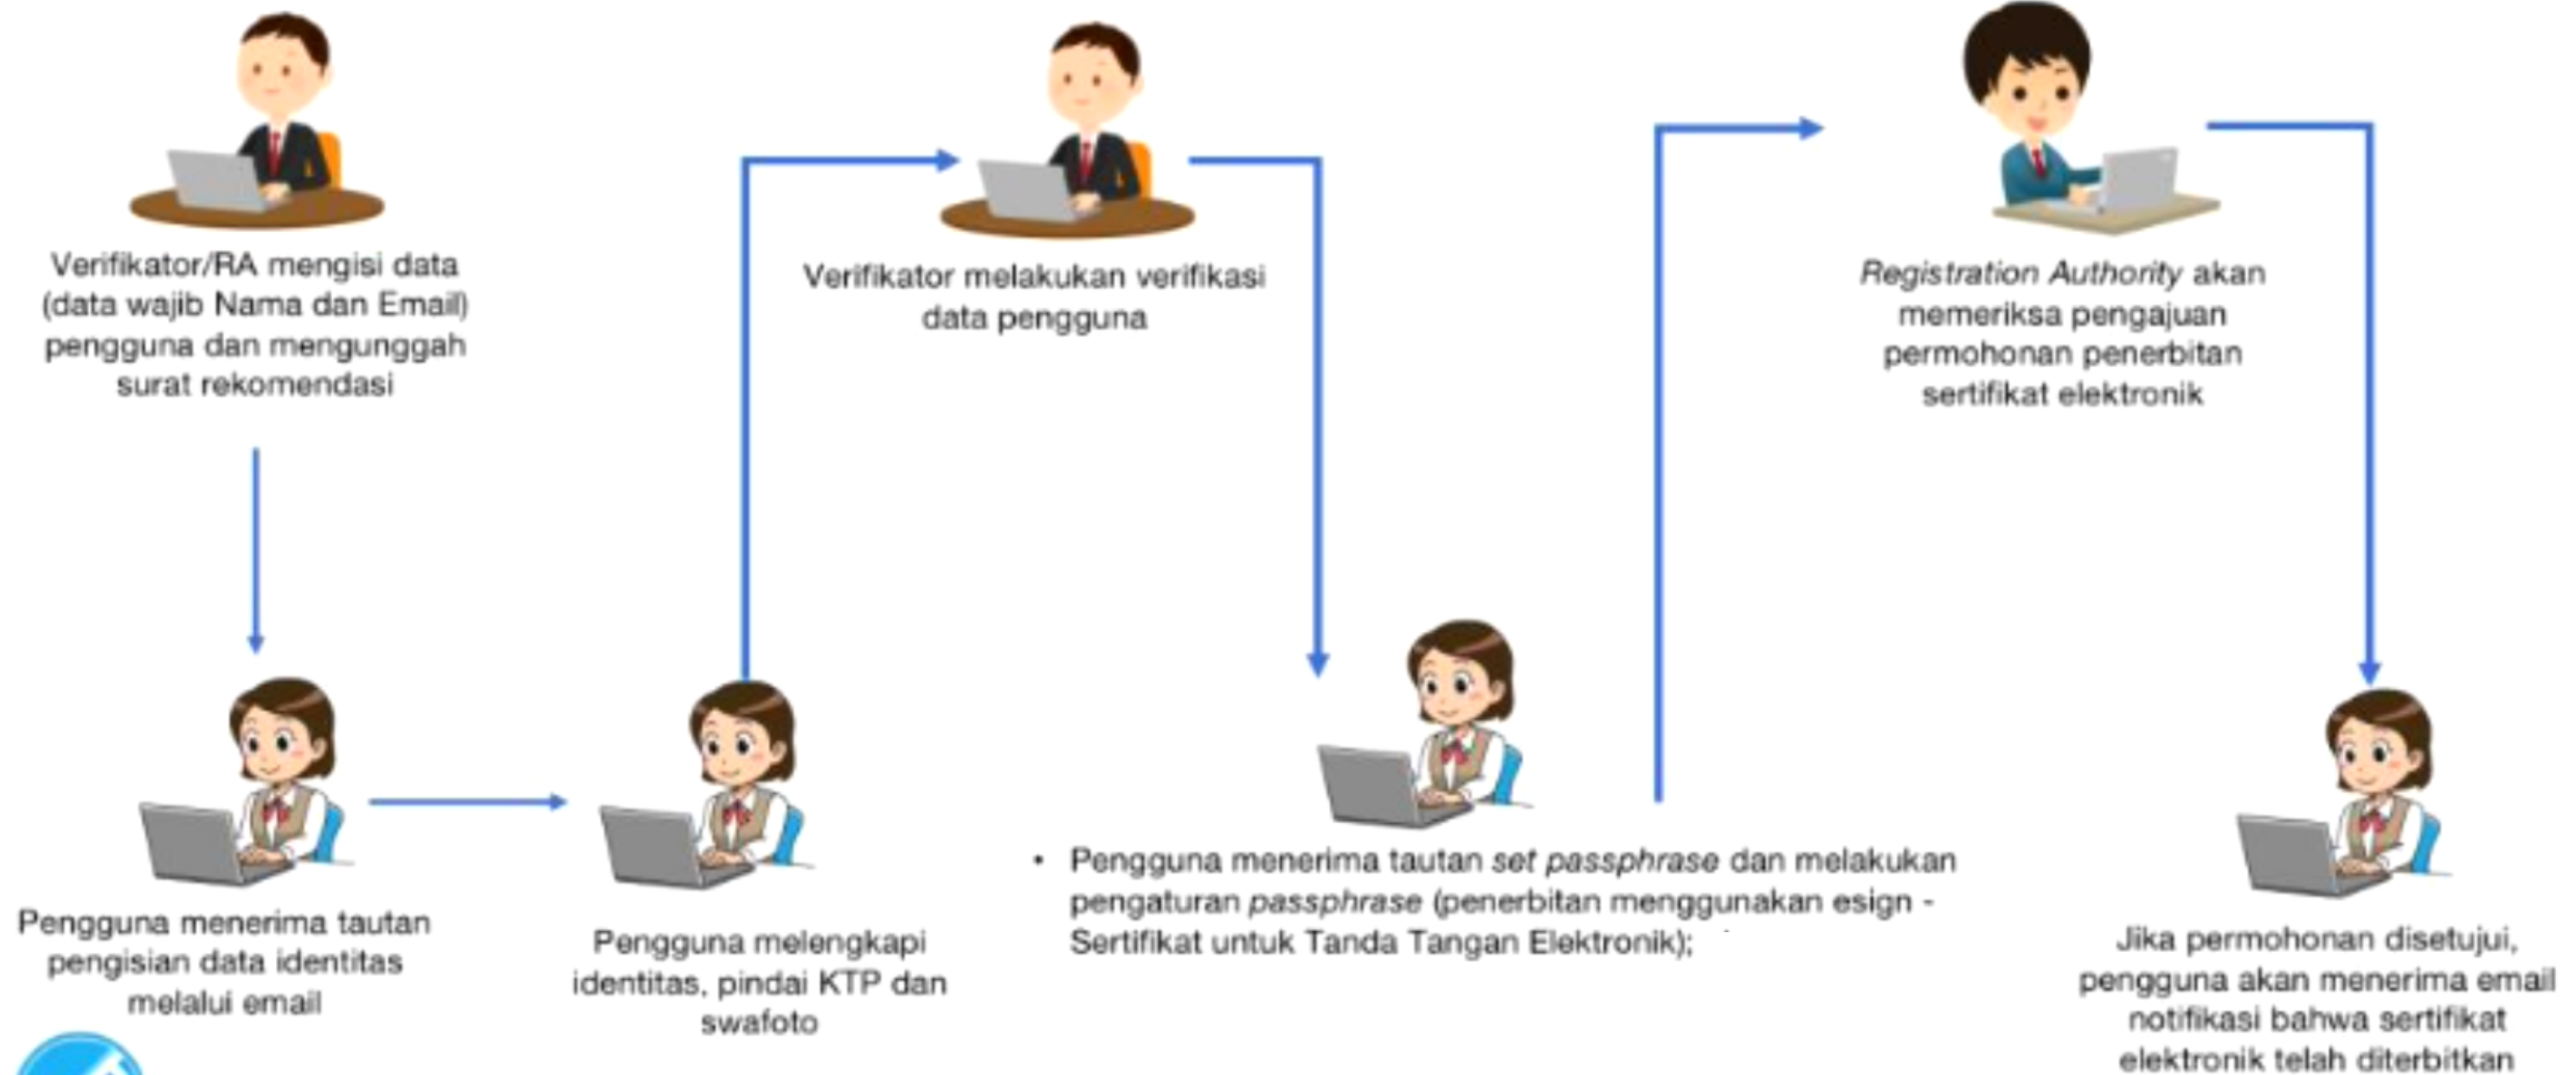 Verifikator/RA mengisi data
(data wajib Nama dan Email)
pengguna dan mengunggah
surat rekomendasi
Pengguna menerima tautan
pengisian data identitas
melalui email
Pengguna melengkapi
identitas, pindai KTP dan
swafoto
Verifikator melakukan verifikasi
data pengguna
• Pengguna menerima tautan set passphrase dan melakukan
pengaturan passphrase (penerbitan menggunakan esign -
Sertifikat untuk Tanda Tangan Elektronik);
Registration Authority akan
memeriksa pengajuan
permohonan penerbitan
sertifikat elektronik
Jika permohonan disetujui,
pengguna akan menerima email
notifikasi bahwa sertifikat
elektronik telah diterbitkan